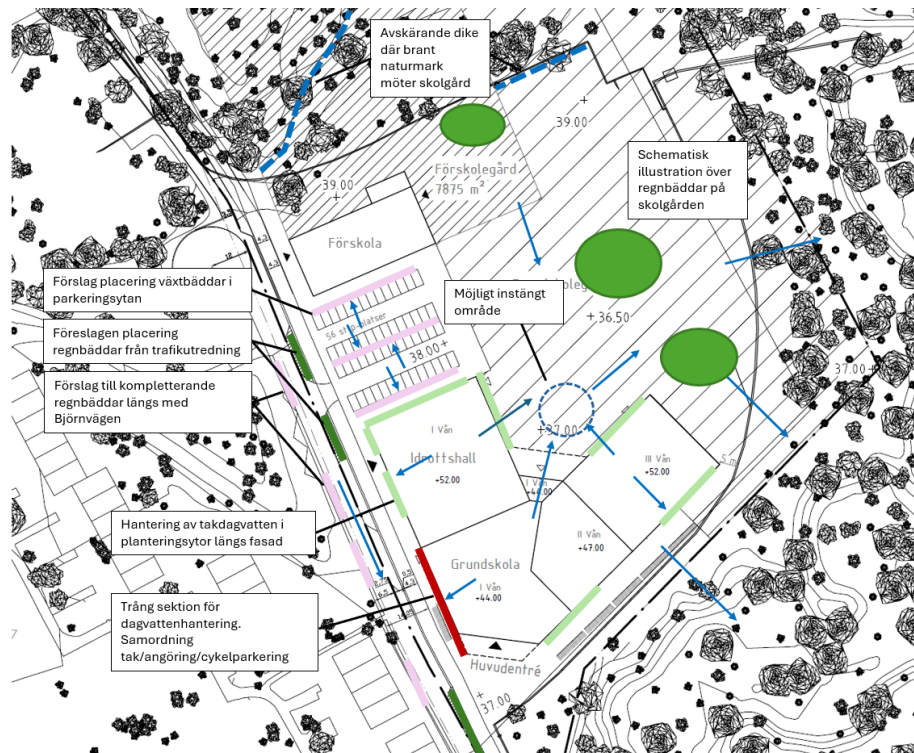 Avskärande dike
där brant
naturmark
möter skolgård
39.00
Schematisk
illustration över
regnbäddar på
skolgården
Förskolegård
7875 m²
39.00
Förskola
Förslag placering växtbäddar i
parkeringsytan
Möjligt instängt
område
36.50
Föreslagen placering
regnbäddar från trafikutredning
38.00
37.00
Förslag till kompletterande
regnbäddar längs med
Björnvägen
37.00
I Vån
Idrottshall
+52.00
III Vån
+52.00
5 m
I Vån
Hantering av takdagvatten i
planteringsytor längs fasad
II Vån
+47.00
Grundskola
I Vån
+44.00
Trång sektion för
dagvattenhantering.
Samordning
tak/angöring/cykelparkering
Huvudentré
37.00